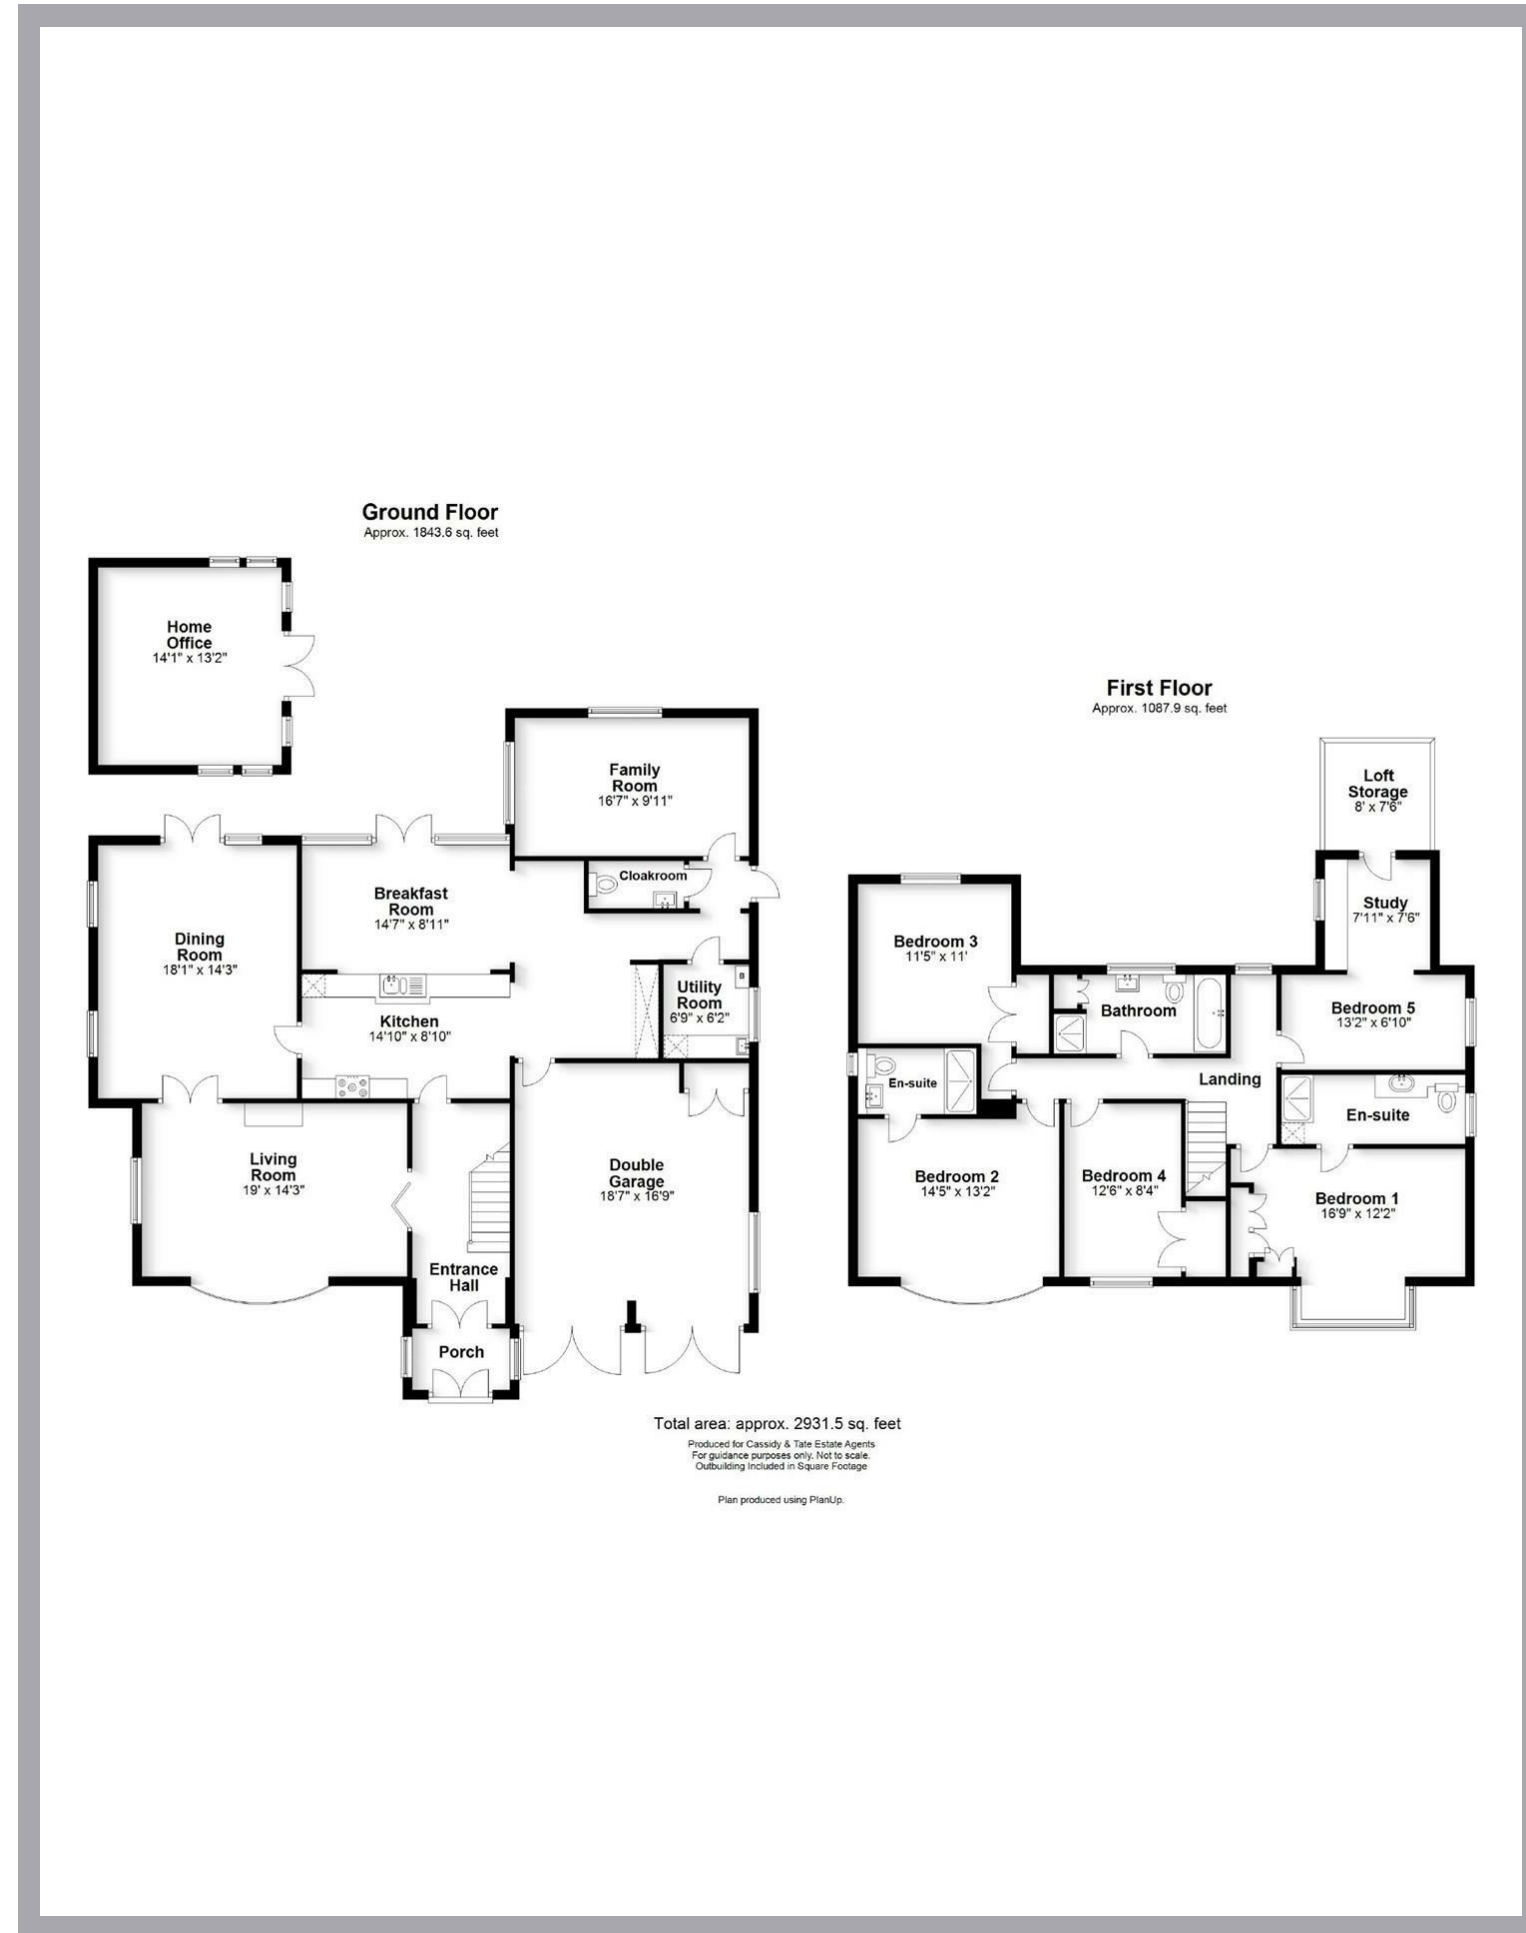 Ground Floor
Approx. 1843.6 sq. feet
Home
Office
14'1" x 13'2"
Family
Room
16'7" x 9'11"
Cloakroom
Breakfast
Room
14'7" x 8'11"
Dining
Room
18'1" x 14'3"
Utility
Room
6'9" x 6'2"
Kitchen
14'10" x 8'10"
Living
Room
19' x 14'3"
Double
Garage
18'7" x 16'9"
Entrance
Hall
Porch
First Floor
Approx. 1087.9 sq. feet
Loft
Storage
8' x 7'6"
Study
7'11" x 7'6"
Bedroom 3
11'5" x 11'
Bathroom
Bedroom 5
13'2" x 6'10"
Landing
En-suite
En-suite
Bedroom 2
14'5" x 13'2"
Bedroom 4
12'6" x 8'4"
Bedroom 1
16'9" x 12'2"
Total area: approx. 2931.5 sq. feet
Produced for Cassidy & Tate Estate Agents
For guidance purposes only. Not to scale.
Outbuilding Included in Square Footage
Plan produced using PlanUp.